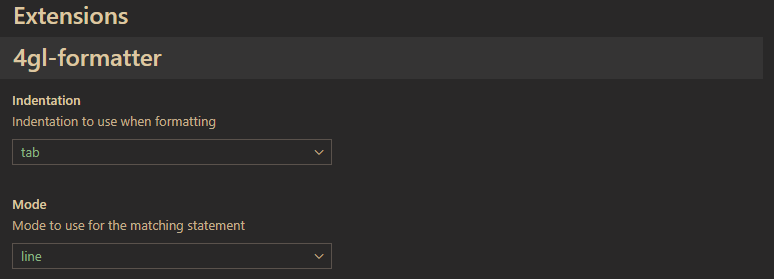 Extensions
4gl-formatter
Indentation
Indentation to use when formatting
tab
Mode
Mode to use for the matching statement
line